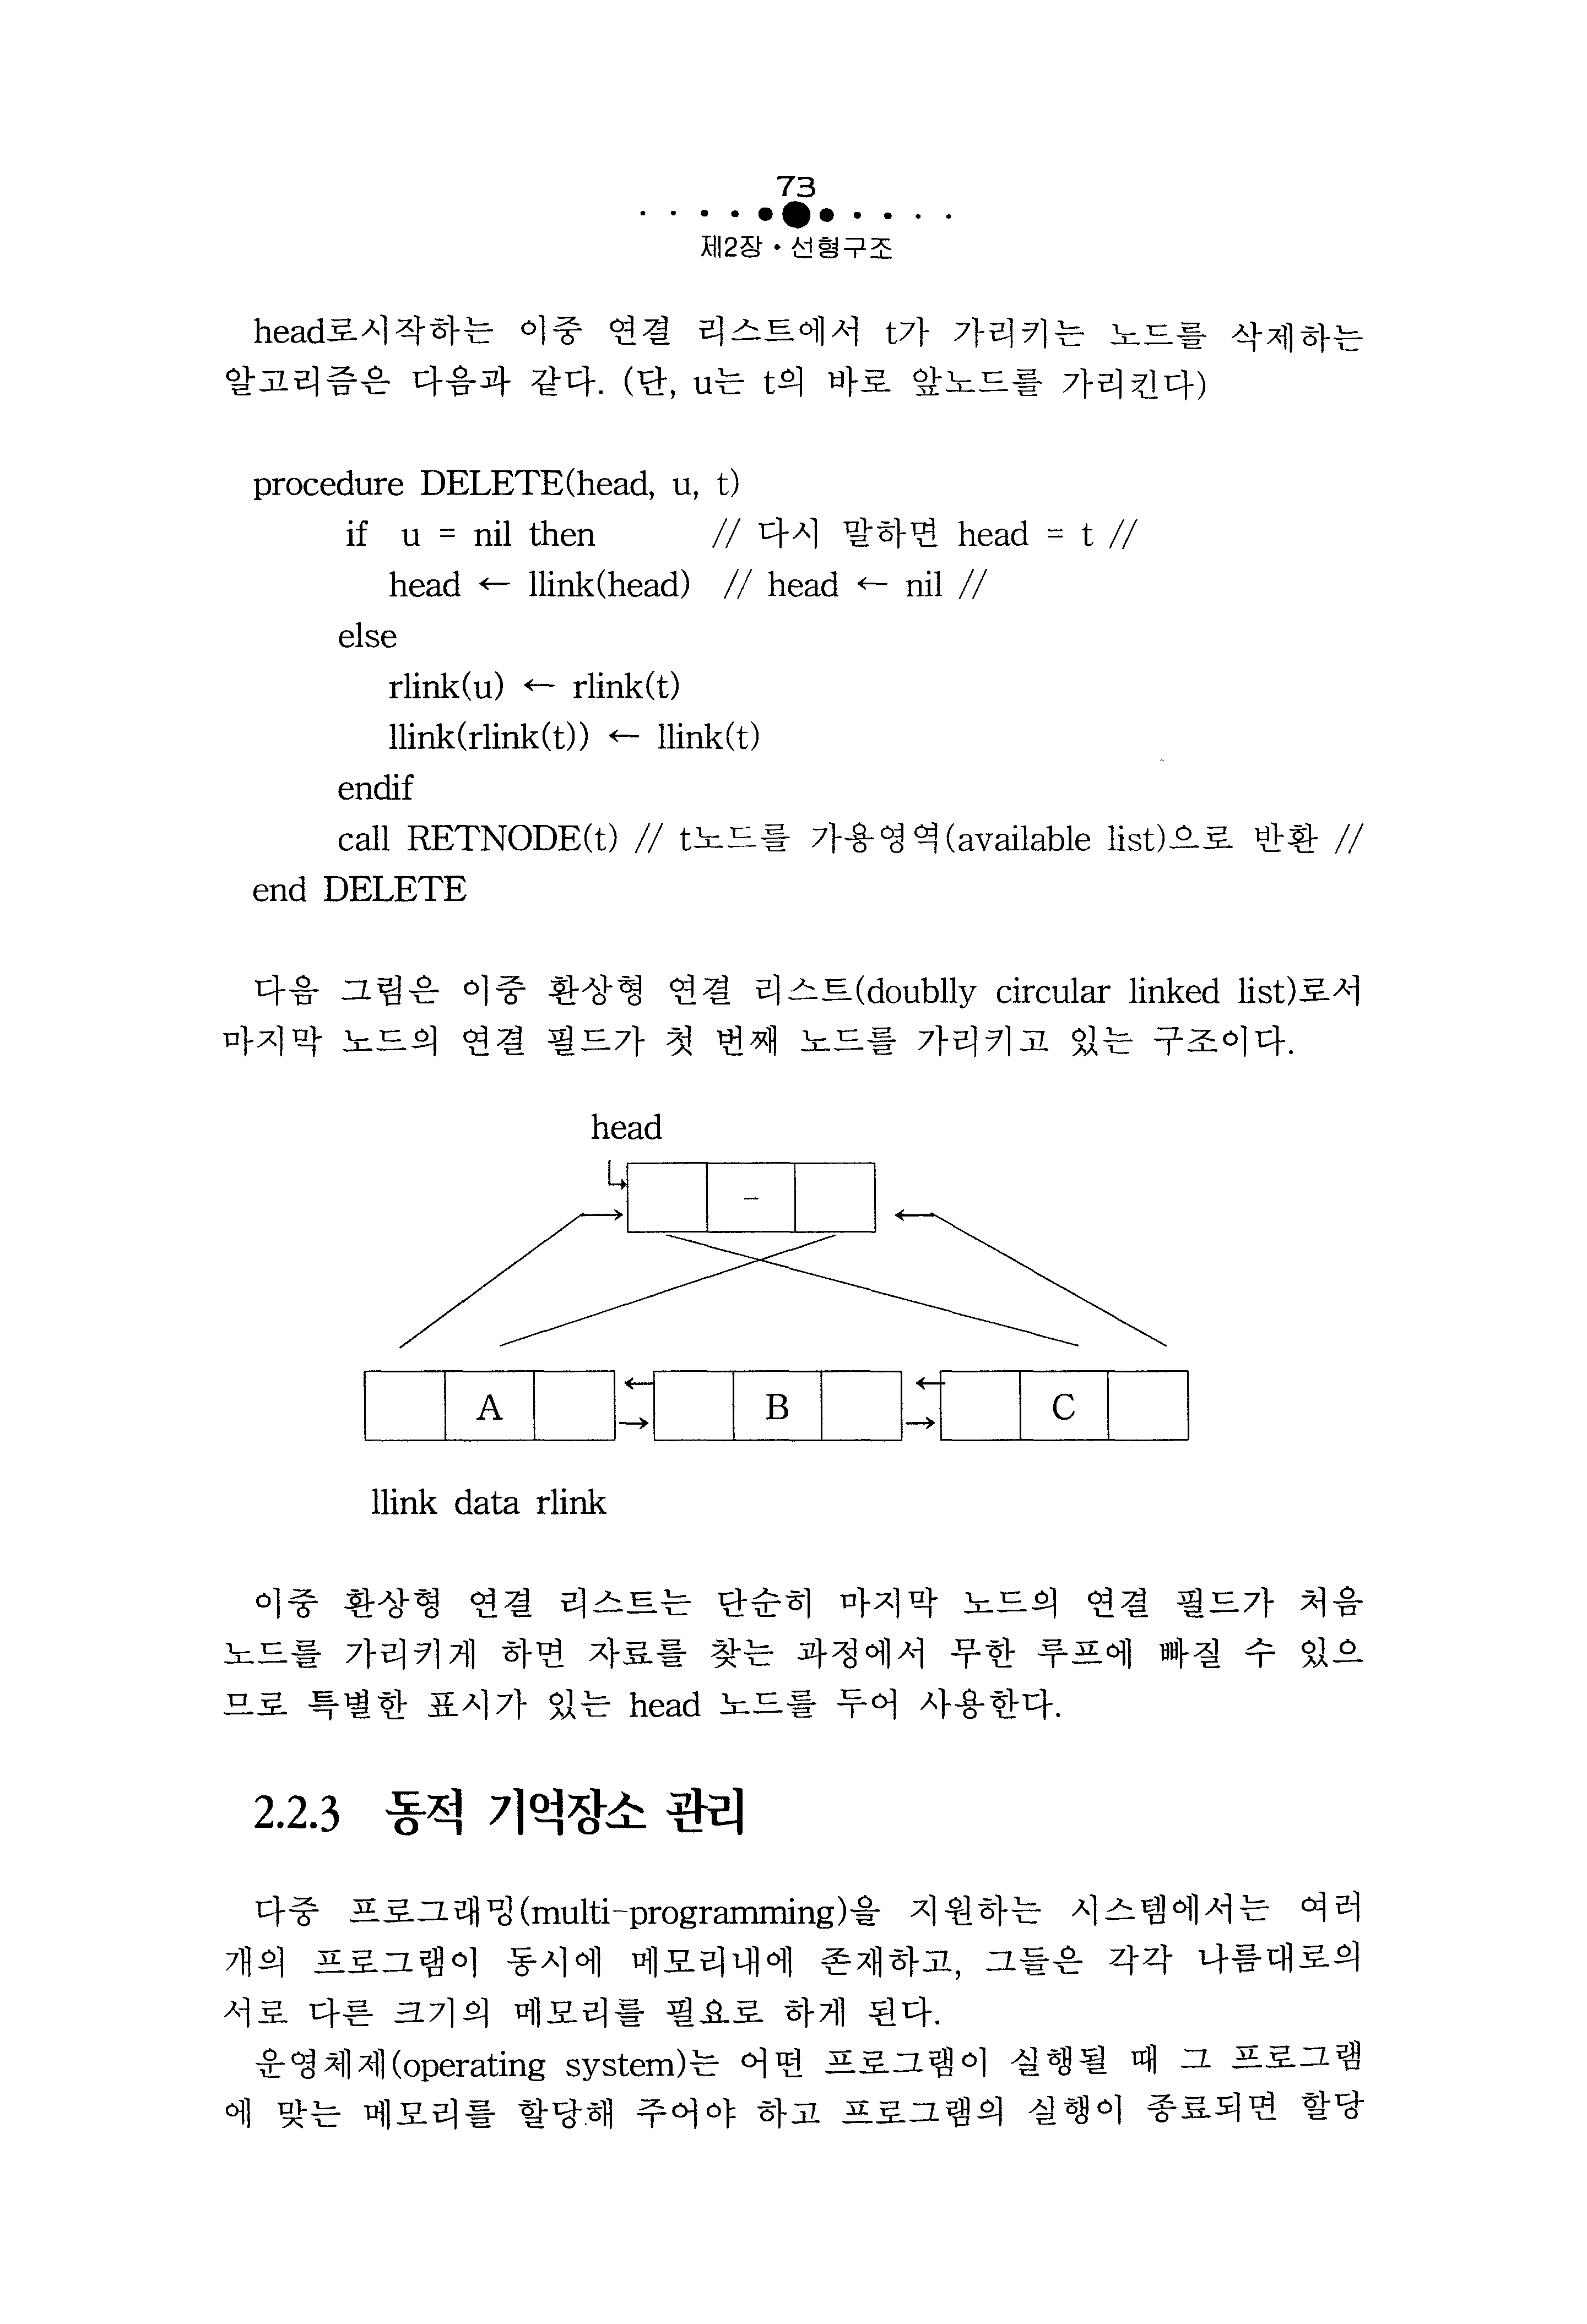 73
제2장 • 선형구조
head로시작하는 이중 연결 리스트에서 t가 가리키는 노드를 삭제하는
알고리즘은 다음과 같다. (단, u는 t의 바로 앞노드를 가리킨다)
procedure DELETE(head, u, t)
if u = nil then // 다시 말하면 head = t //
head ← llink(head) // head ← nil //
else
rlink(u) ← rlink(t)
llink(rlink(t)) ← llink(t)
endif
call RETNODE(t) // t노드를 가용영역(available list)으로 반환 //
end DELETE
다음 그림은 이중 환상형 연결 리스트(doublly circular linked list)로서
마지막 노드의 연결 필드가 첫 번째 노드를 가리키고 있는 구조이다.
head
−
A B C
llink data rlink
이중 환상형 연결 리스트는 단순히 마지막 노드의 연결 필드가 처음
노드를 가리키게 하면 자료를 찾는 과정에서 무한 루프에 빠질 수 있으
므로 특별한 표시가 있는 head 노드를 두어 사용한다.
2.2.3 동적 기억장소 관리
다중 프로그래밍(multi-programming)을 지원하는 시스템에서는 여러
개의 프로그램이 동시에 메모리내에 존재하고, 그들은 각각 나름대로의
서로 다른 크기의 메모리를 필요로 하게 된다.
운영체제(operating system)는 어떤 프로그램이 실행될 때 그 프로그램
에 맞는 메모리를 할당해 주어야 하고 프로그램의 실행이 종료되면 할당